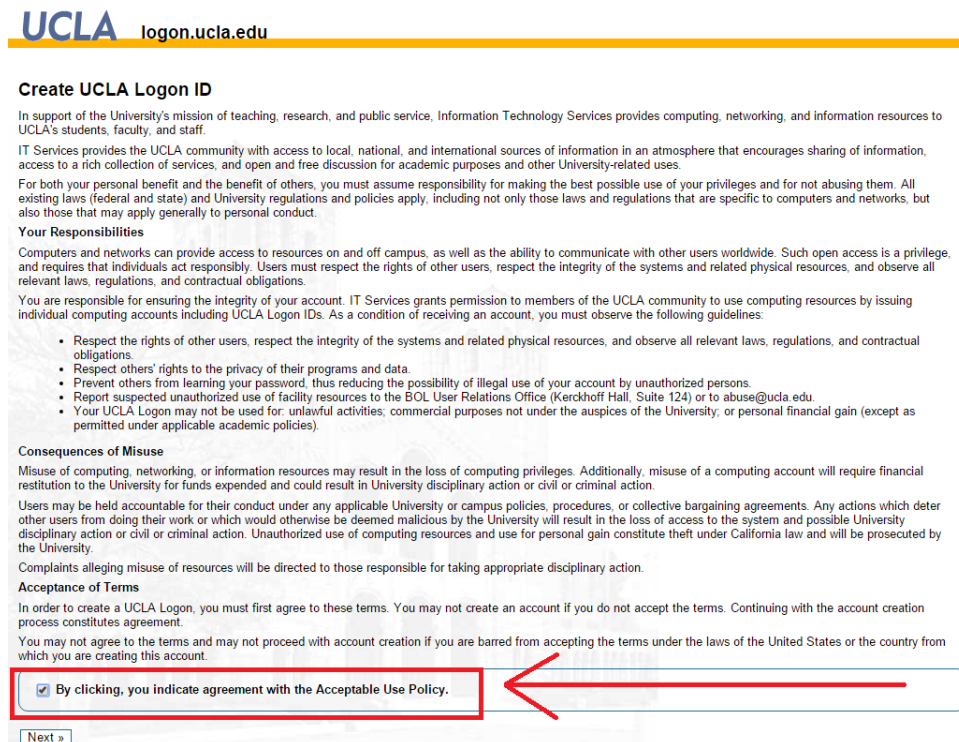 UCLA logon.ucla.edu
Create UCLA Logon ID
In support of the University's mission of teaching, research, and public service, Information Technology Services provides computing, networking, and information resources to
UCLA's students, faculty, and staff.
IT Services provides the UCLA community with access to local, national, and international sources of information in an atmosphere that encourages sharing of information,
access to a rich collection of services, and open and free discussion for academic purposes and other University-related uses.
For both your personal benefit and the benefit of others, you must assume responsibility for making the best possible use of your privileges and for not abusing them. All
existing laws (federal and state) and University regulations and policies apply, including not only those laws and regulations that are specific to computers and networks, but
also those that may apply generally to personal conduct.
Your Responsibilities
Computers and networks can provide access to resources on and off campus, as well as the ability to communicate with other users worldwide. Such open access is a privilege,
and requires that individuals act responsibly. Users must respect the rights of other users, respect the integrity of the systems and related physical resources, and observe all
relevant laws, regulations, and contractual obligations.
You are responsible for ensuring the integrity of your account. IT Services grants permission to members of the UCLA community to use computing resources by issuing
individual computing accounts including UCLA Logon IDs. As a condition of receiving an account, you must observe the following guidelines:
• Respect the rights of other users, respect the integrity of the systems and related physical resources, and observe all relevant laws, regulations, and contractual
obligations.
• Respect others' rights to the privacy of their programs and data.
• Prevent others from learning your password, thus reducing the possibility of illegal use of your account by unauthorized persons.
• Report suspected unauthorized use of facility resources to the BOL User Relations Office (Kerckhoff Hall, Suite 124) or to abuse@ucla.edu.
• Your UCLA Logon may not be used for: unlawful activities; commercial purposes not under the auspices of the University; or personal financial gain (except as
permitted under applicable academic policies).
Consequences of Misuse
Misuse of computing, networking, or information resources may result in the loss of computing privileges. Additionally, misuse of a computing account will require financial
restitution to the University for funds expended and could result in University disciplinary action or civil or criminal action.
Users may be held accountable for their conduct under any applicable University or campus policies, procedures, or collective bargaining agreements. Any actions which deter
other users from doing their work or which would otherwise be deemed malicious by the University will result in the loss of access to the system and possible University
disciplinary action or civil or criminal action. Unauthorized use of computing resources and use for personal gain constitute theft under California law and will be prosecuted by
the University.
Complaints alleging misuse of resources will be directed to those responsible for taking appropriate disciplinary action.
Acceptance of Terms
In order to create a UCLA Logon, you must first agree to these terms. You may not create an account if you do not accept the terms. Continuing with the account creation
process constitutes agreement.
You may not agree to the terms and may not proceed with account creation if you are barred from accepting the terms under the laws of the United States or the country from
which you are creating this account.
By clicking, you indicate agreement with the Acceptable Use Policy.
Next »